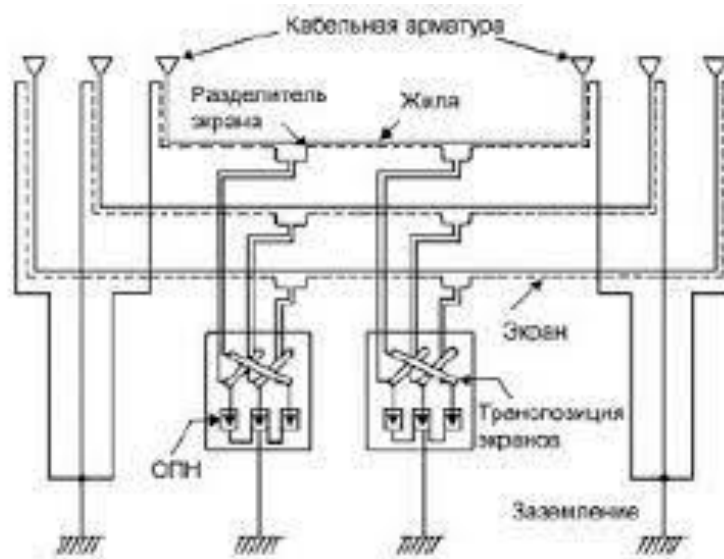 Кабельная арматура
Разделитель
экрана
Жила
Экран
Транспозиция
экранов
ОПН
Заземление